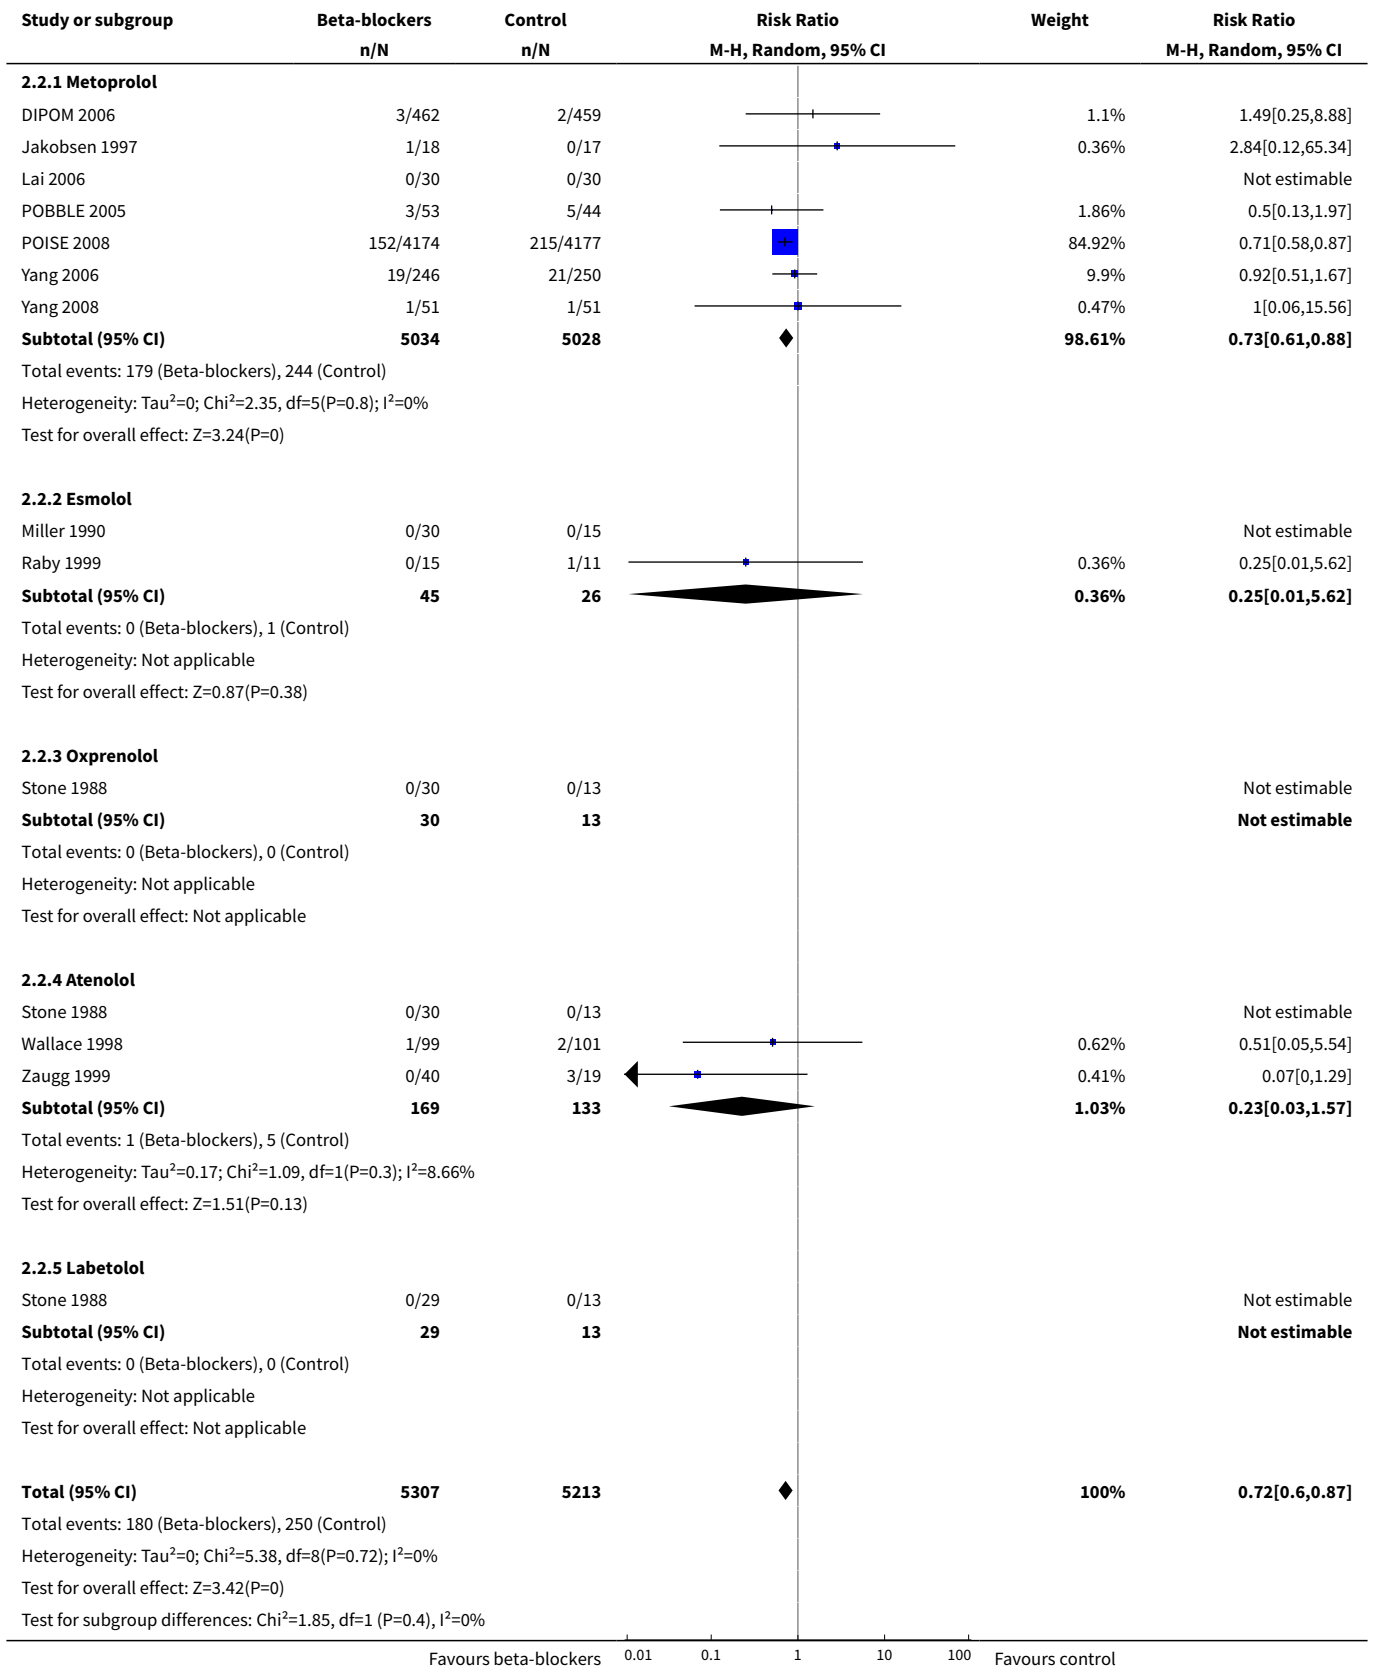 Study or subgroup Beta-blockers Control Risk Ratio Weight Risk Ratio
n/N n/N M-H, Random, 95% CI M-H, Random, 95% CI
2.2.1 Metoprolol
DIPOM 2006 3/462 2/459 1.1% 1.49[0.25,8.88]
Jakobsen 1997 1/18 0/17 0.36% 2.84[0.12,65.34]
Lai 2006 0/30 0/30 Not estimable
POBBLE 2005 3/53 5/44 1.86% 0.5[0.13,1.97]
POISE 2008 152/4174 215/4177 84.92% 0.71[0.58,0.87]
Yang 2006 19/246 21/250 9.9% 0.92[0.51,1.67]
Yang 2008 1/51 1/51 0.47% 1[0.06,15.56]
Subtotal (95% CI) 5034 5028 98.61% 0.73[0.61,0.88]
Total events: 179 (Beta-blockers), 244 (Control)
Heterogeneity: Tau²=0; Chi²=2.35, df=5(P=0.8); I²=0%
Test for overall effect: Z=3.24(P=0)
2.2.2 Esmolol
Miller 1990 0/30 0/15 Not estimable
Raby 1999 0/15 1/11 0.36% 0.25[0.01,5.62]
Subtotal (95% CI) 45 26 0.36% 0.25[0.01,5.62]
Total events: 0 (Beta-blockers), 1 (Control)
Heterogeneity: Not applicable
Test for overall effect: Z=0.87(P=0.38)
2.2.3 Oxprenolol
Stone 1988 0/30 0/13 Not estimable
Subtotal (95% CI) 30 13 Not estimable
Total events: 0 (Beta-blockers), 0 (Control)
Heterogeneity: Not applicable
Test for overall effect: Not applicable
2.2.4 Atenolol
Stone 1988 0/30 0/13 Not estimable
Wallace 1998 1/99 2/101 0.62% 0.51[0.05,5.54]
Zaugg 1999 0/40 3/19 0.41% 0.07[0,1.29]
Subtotal (95% CI) 169 133 1.03% 0.23[0.03,1.57]
Total events: 1 (Beta-blockers), 5 (Control)
Heterogeneity: Tau²=0.17; Chi²=1.09, df=1(P=0.3); I²=8.66%
Test for overall effect: Z=1.51(P=0.13)
2.2.5 Labetolol
Stone 1988 0/29 0/13 Not estimable
Subtotal (95% CI) 29 13 Not estimable
Total events: 0 (Beta-blockers), 0 (Control)
Heterogeneity: Not applicable
Test for overall effect: Not applicable
Total (95% CI) 5307 5213 100% 0.72[0.6,0.87]
Total events: 180 (Beta-blockers), 250 (Control)
Heterogeneity: Tau²=0; Chi²=5.38, df=8(P=0.72); I²=0%
Test for overall effect: Z=3.42(P=0)
Test for subgroup differences: Chi²=1.85, df=1 (P=0.4), I²=0%
Favours beta-blockers 0.01 0.1 1 10 100 Favours control